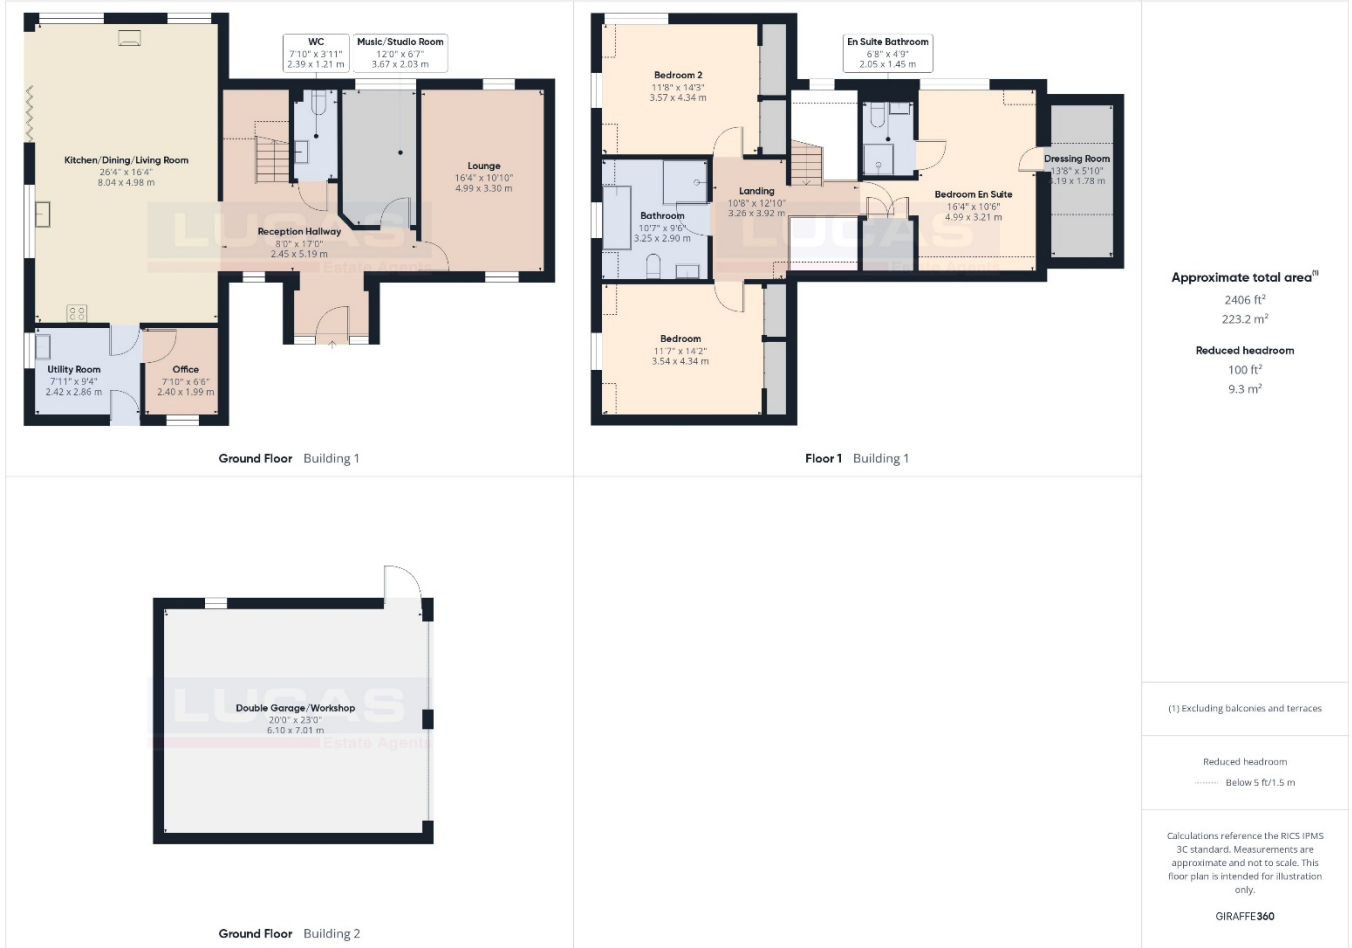 WC
7'10" x 3'11"
2.39 x 1.21 m
Music/Studio Room
12'0" x 6'7"
3.67 x 2.03 m
Kitchen/Dining/Living Room
26'4" x 16'4"
8.04 x 4.98 m
Lounge
16'4" x 10'10"
4.99 x 3.30 m
LUCAS
Estate Agents
Reception Hallway
8'0" x 17'0"
2.45 x 5.19 m
Utility Room
7'11" x 9'4"
2.42 x 2.86 m
Office
7'10" x 6'6"
2.40 x 1.99 m
Ground Floor Building 1
En Suite Bathroom
6'8" x 4'9"
2.05 x 1.45 m
Bedroom 2
11'8" x 14'3"
3.57 x 4.34 m
Dressing Room
13'8" x 5'10"
4.19 x 1.78 m
Landing
10'8" x 12'10"
3.26 x 3.92 m
Bedroom En Suite
16'4" x 10'6"
4.99 x 3.21 m
Bathroom
10'7" x 9'6"
3.25 x 2.90 m
LUCAS
Estate Agents
Bedroom
11'7" x 14'2"
3.54 x 4.34 m
Floor 1 Building 1
Approximate total area(1)
2406 ft²
223.2 m²
Reduced headroom
100 ft²
9.3 m²
LUCAS
Estate Agents
Double Garage/Workshop
20'0" x 23'0"
6.10 x 7.01 m
Ground Floor Building 2
(1) Excluding balconies and terraces
Reduced headroom
Below 5 ft/1.5 m
Calculations reference the RICS IPMS
3C standard. Measurements are
approximate and not to scale. This
floor plan is intended for illustration
only.
GIRAFFE360